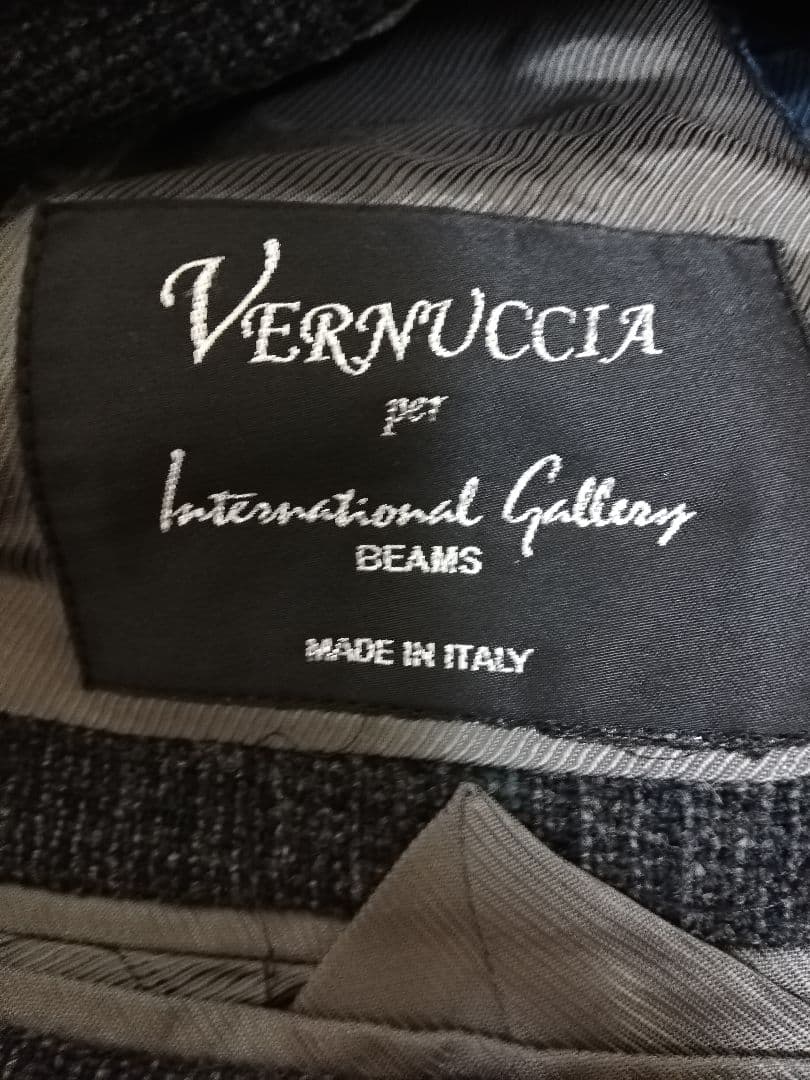 VERNUCCIA
per
International Gallery
BEAMS
MADE IN ITALY